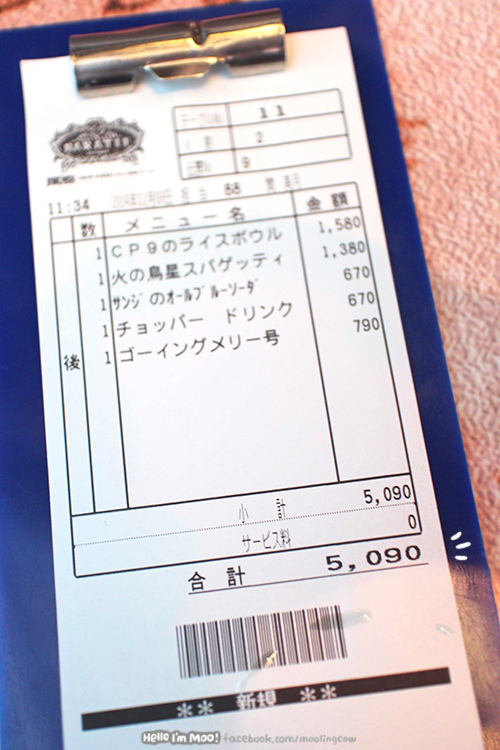 BARATIE
テーブルNo 11
人数 2
伝票No 9
11:34 担当 88
数 メニュー名 金額
1 CP9のライスボウル 1,580
1 火の鳥星スパゲッティ 1,380
1 サンジのオールブルーソーダ 670
1 チョッパー ドリンク 670
後 1 ゴーイングメリー号 790
小計 5,090
サービス料 0
合計 5,090
** 新規 **
Hello I'm Moo! facebook.com/moolingcow